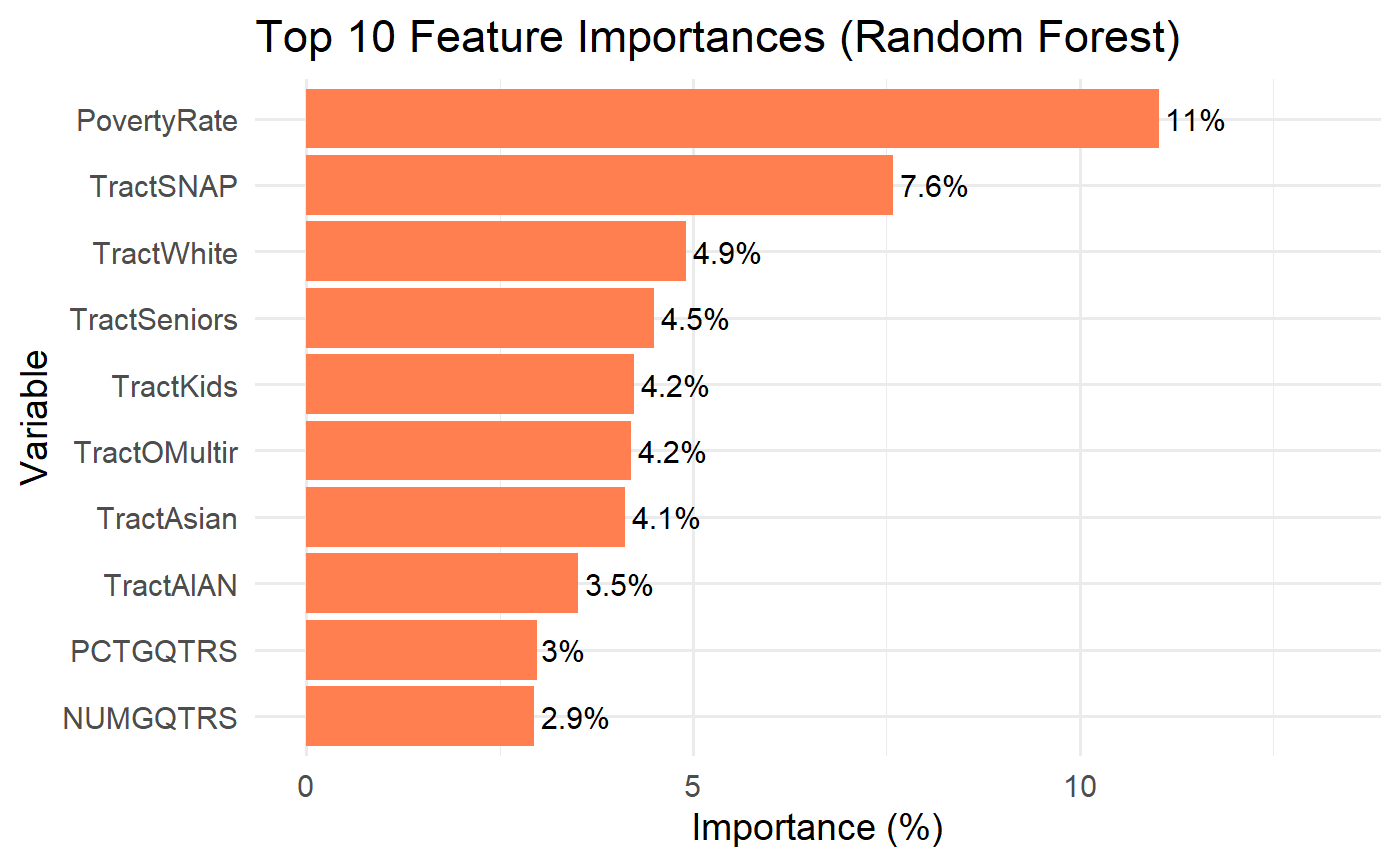 Top 10 Feature Importances (Random Forest)
Variable
PovertyRate 11%
TractSNAP 7.6%
TractWhite 4.9%
TractSeniors 4.5%
TractKids 4.2%
TractOMultir 4.2%
TractAsian 4.1%
TractAIAN 3.5%
PCTGQTRS 3%
NUMGQTRS 2.9%
0 5 10
Importance (%)